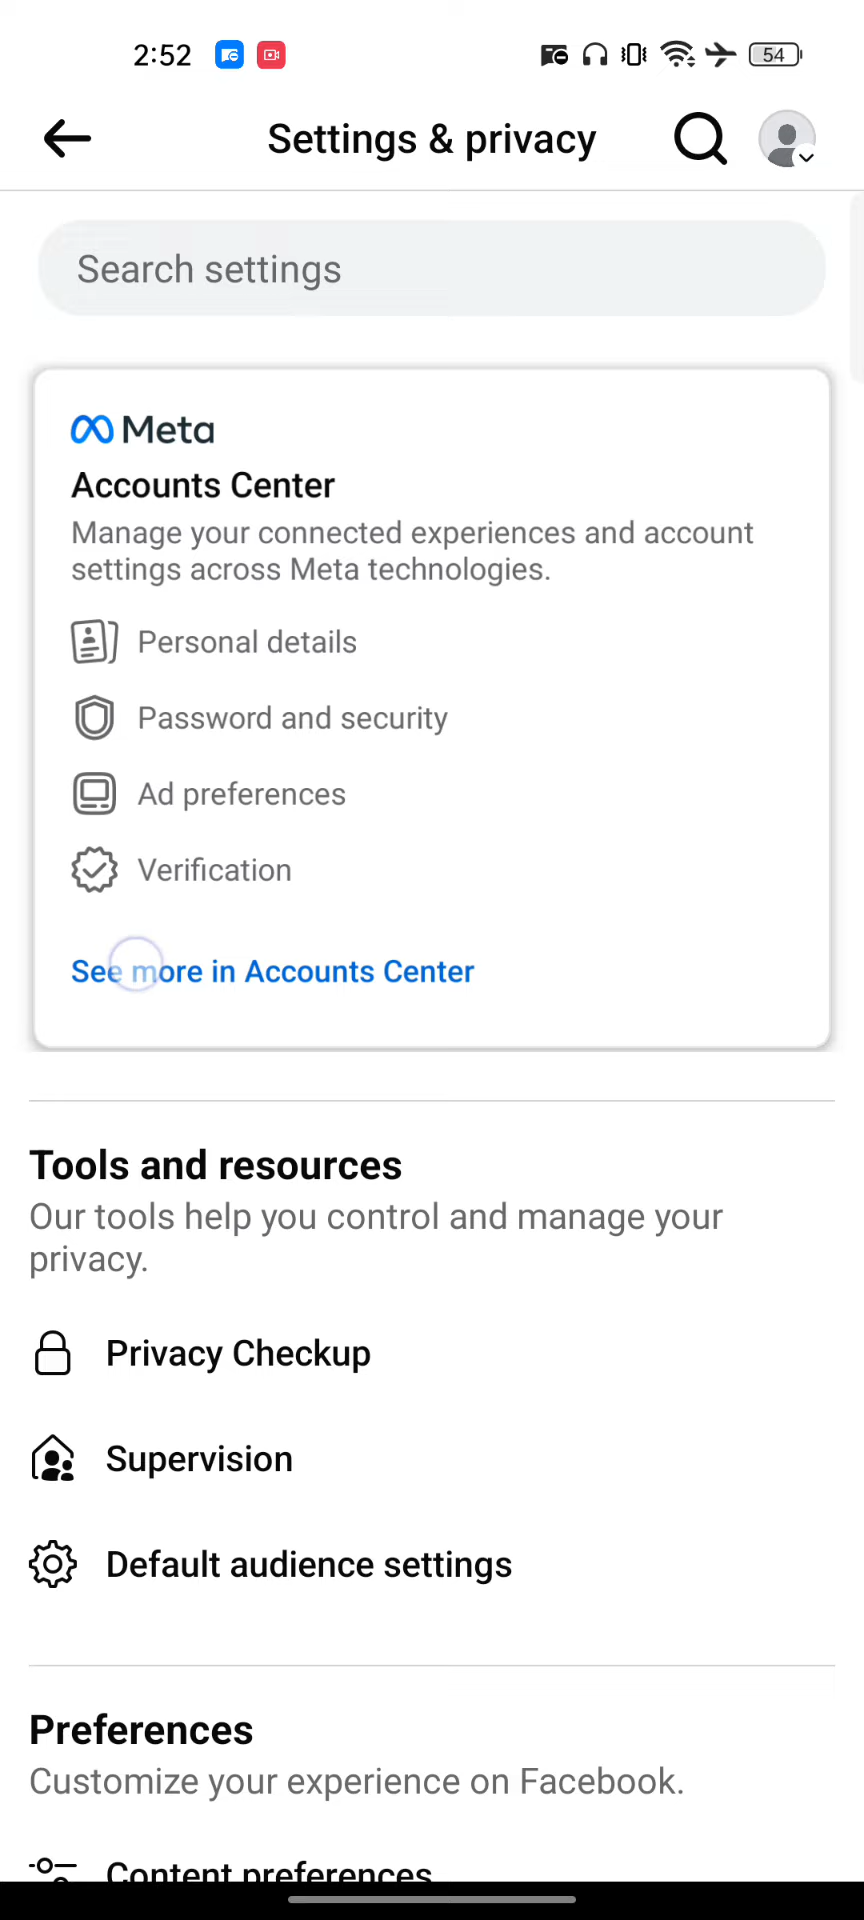 2:52
54
Settings & privacy
Search settings
Meta
Accounts Center
Manage your connected experiences and account
settings across Meta technologies.
Personal details
Password and security
Ad preferences
Verification
See more in Accounts Center
Tools and resources
Our tools help you control and manage your
privacy.
Privacy Checkup
Supervision
Default audience settings
Preferences
Customize your experience on Facebook.
Content preferences